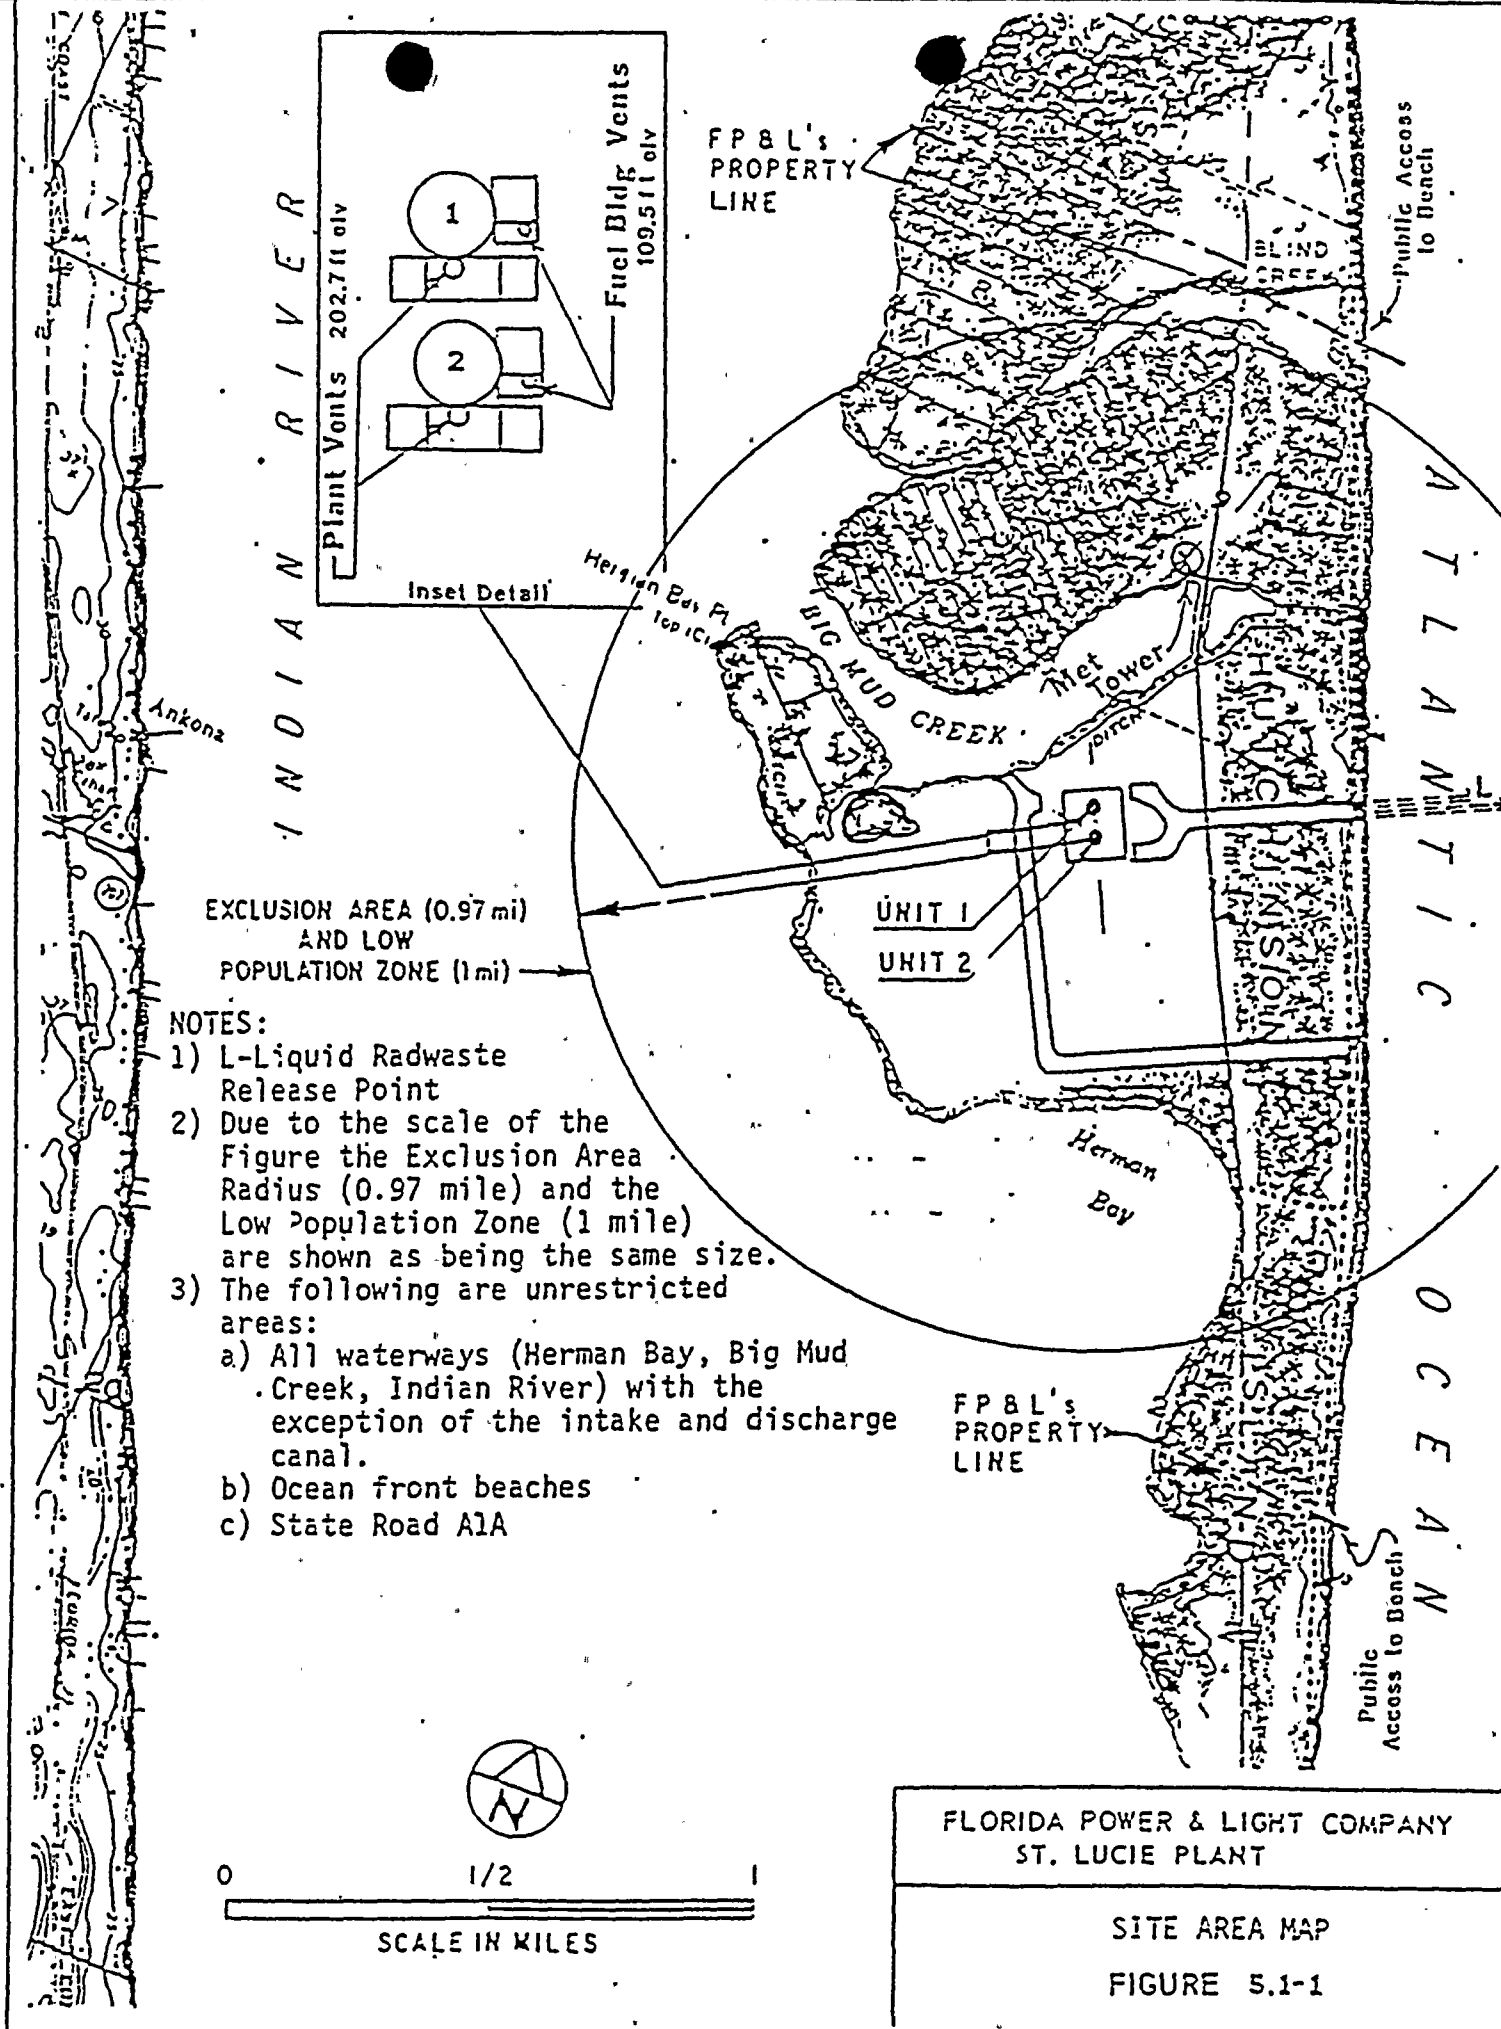 INDIAN RIVER
Plant Vents 202.7 ft elv
1
2
Fuel Bldg Vents
109.5 ft elv
Inset Detail
FP & L's
PROPERTY
LINE
Public Access
to Beach
BLIND
CREEK
BIG MUD CREEK
Met
Tower
DITCH
HUTCHINSON
ISLAND
ATLANTIC OCEAN
L
Ankona
UNIT 1
UNIT 2
EXCLUSION AREA (0.97 mi)
AND LOW
POPULATION ZONE (1 mi)
NOTES:
1) L-Liquid Radwaste
Release Point
2) Due to the scale of the
Figure the Exclusion Area
Radius (0.97 mile) and the
Low Population Zone (1 mile)
are shown as being the same size.
3) The following are unrestricted
areas:
a) All waterways (Herman Bay, Big Mud
Creek, Indian River) with the
exception of the intake and discharge
canal.
b) Ocean front beaches
c) State Road A1A
Herman
Bay
FP & L's
PROPERTY
LINE
Public
Access to Beach
N
0 1/2 1
SCALE IN MILES
FLORIDA POWER & LIGHT COMPANY
ST. LUCIE PLANT
SITE AREA MAP
FIGURE 5.1-1